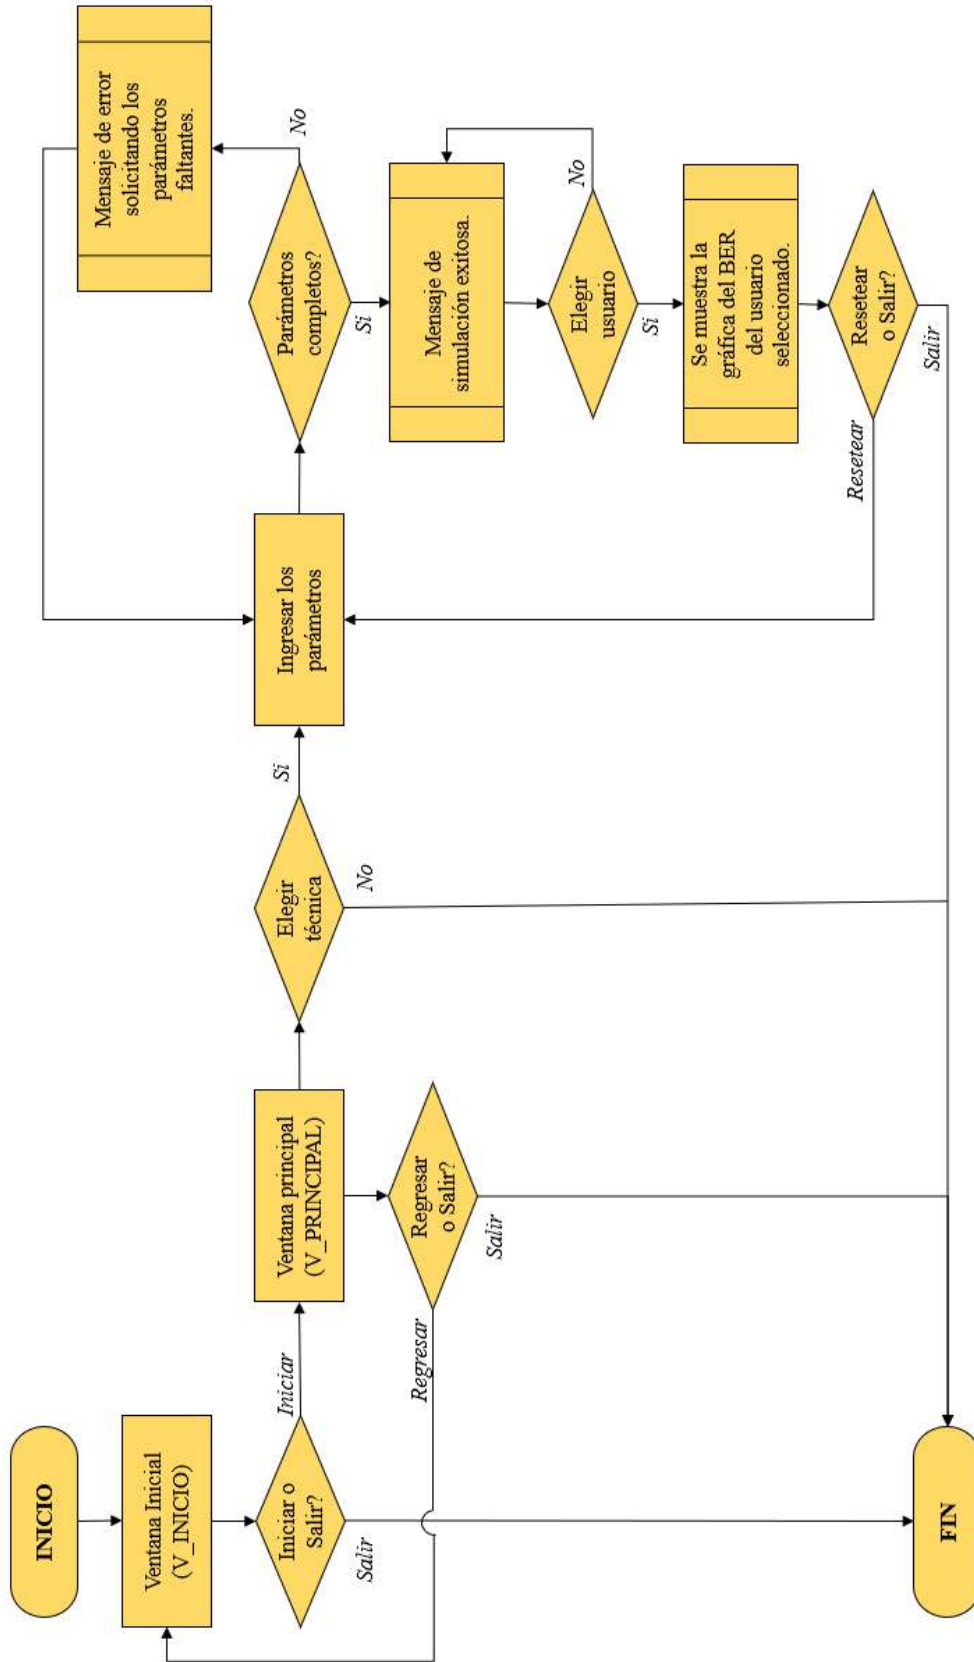 INICIO
Ventana Inicial
(V_INICIO)
Iniciar o
Salir?
Iniciar
Salir
Ventana principal
(V_PRINCIPAL)
Regresar
o Salir?
Regresar
Salir
Elegir
técnica
Si
No
Ingresar los
parámetros
Parámetros
completos?
No
Si
Mensaje de error
solicitando los
parámetros
faltantes.
Mensaje de
simulación exitosa.
Elegir
usuario
No
Si
Se muestra la
gráfica del BER
del usuario
seleccionado.
Resetear
o Salir?
Resetear
Salir
FIN